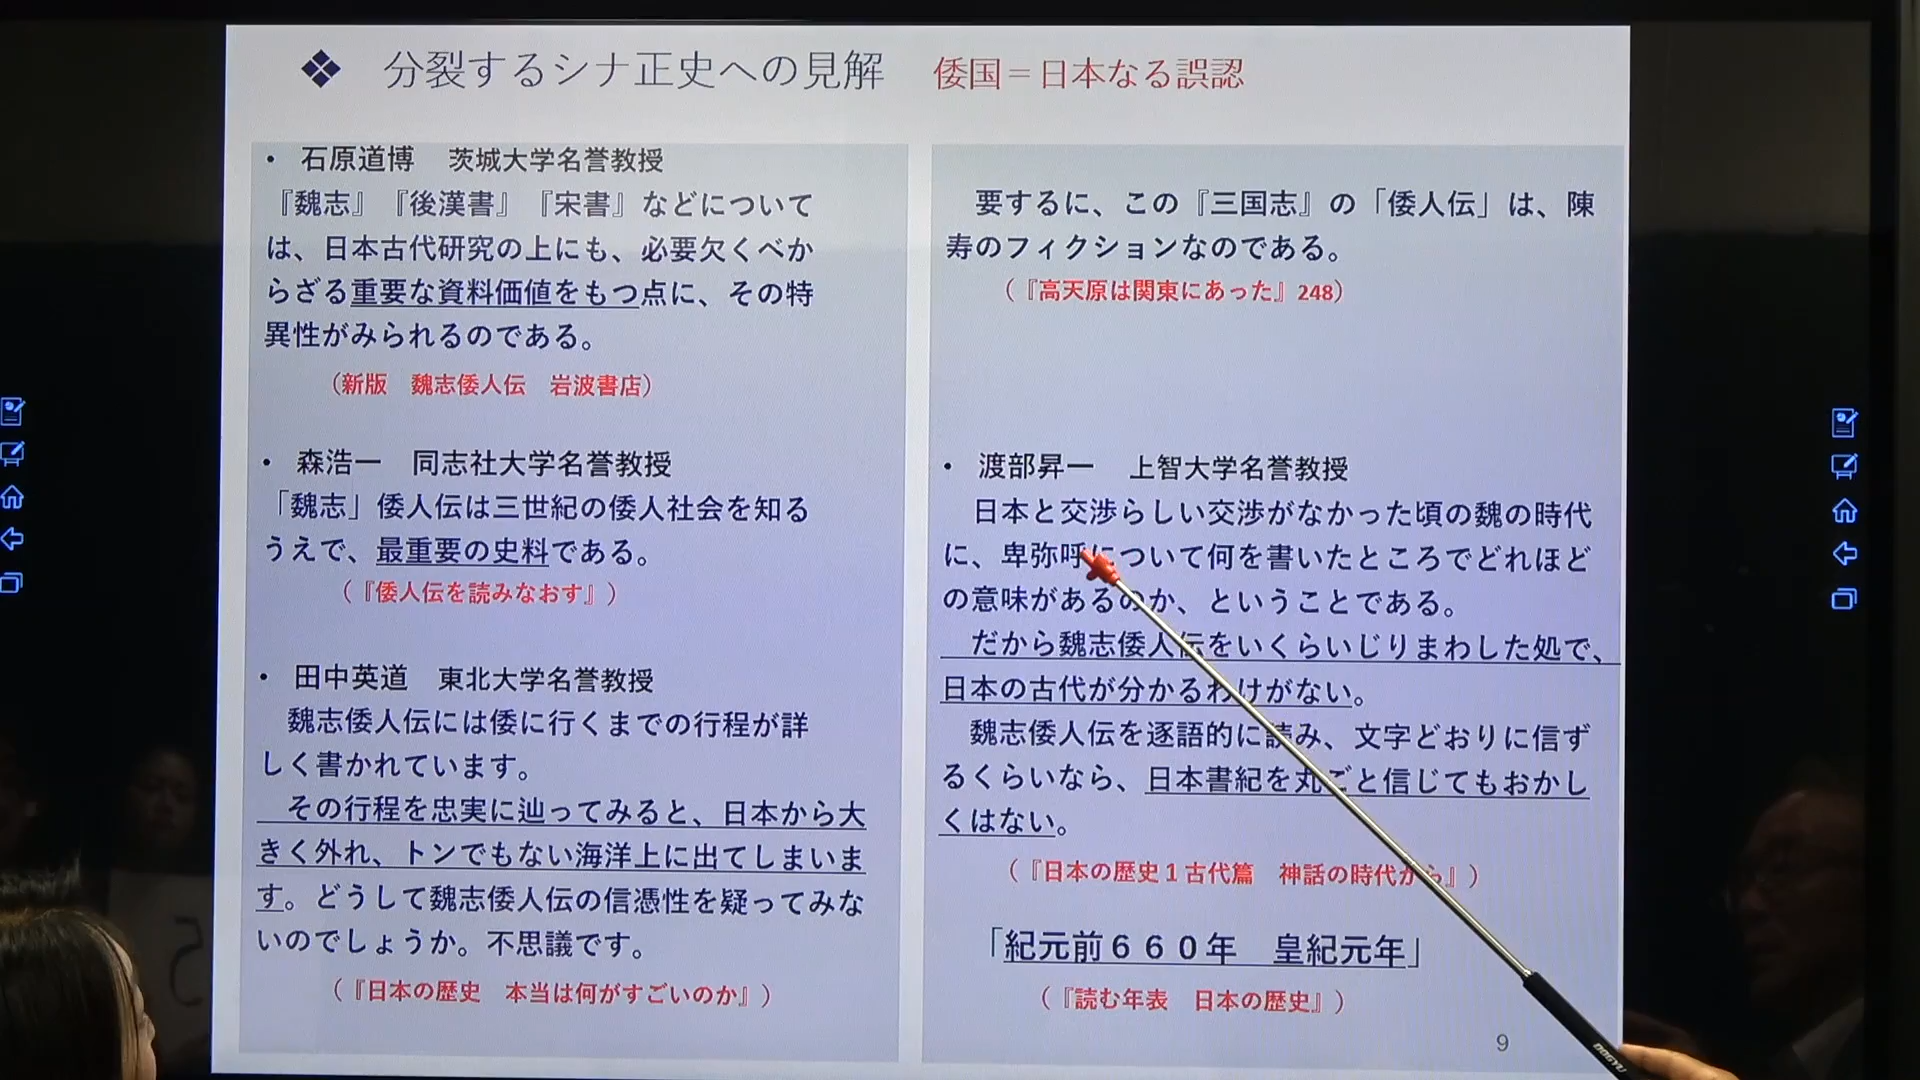 ❖ 分裂するシナ正史への見解 倭国＝日本なる誤認
・ 石原道博 茨城大学名誉教授
『魏志』『後漢書』『宋書』などについて
は、日本古代研究の上にも、必要欠くべか
らざる重要な資料価値をもつ点に、その特
異性がみられるのである。
（新版 魏志倭人伝 岩波書店）
・ 森浩一 同志社大学名誉教授
「魏志」倭人伝は三世紀の倭人社会を知る
うえで、最重要の史料である。
（『倭人伝を読みなおす』）
・ 田中英道 東北大学名誉教授
魏志倭人伝には倭に行くまでの行程が詳
しく書かれています。
その行程を忠実に辿ってみると、日本から大
きく外れ、トンでもない海洋上に出てしまいま
す。どうして魏志倭人伝の信憑性を疑ってみな
いのでしょうか。不思議です。
（『日本の歴史 本当は何がすごいのか』）
要するに、この『三国志』の「倭人伝」は、陳
寿のフィクションなのである。
（『高天原は関東にあった』248）
・ 渡部昇一 上智大学名誉教授
日本と交渉らしい交渉がなかった頃の魏の時代
に、卑弥呼について何を書いたところでどれほど
の意味があるのか、ということである。
だから魏志倭人伝をいくらいじりまわした処で、
日本の古代が分かるわけがない。
魏志倭人伝を逐語的に読み、文字どおりに信ず
るくらいなら、日本書紀を丸ごと信じてもおかし
くはない。
（『日本の歴史１古代篇 神話の時代から』）
「紀元前６６０年 皇紀元年」
（『読む年表 日本の歴史』）
9